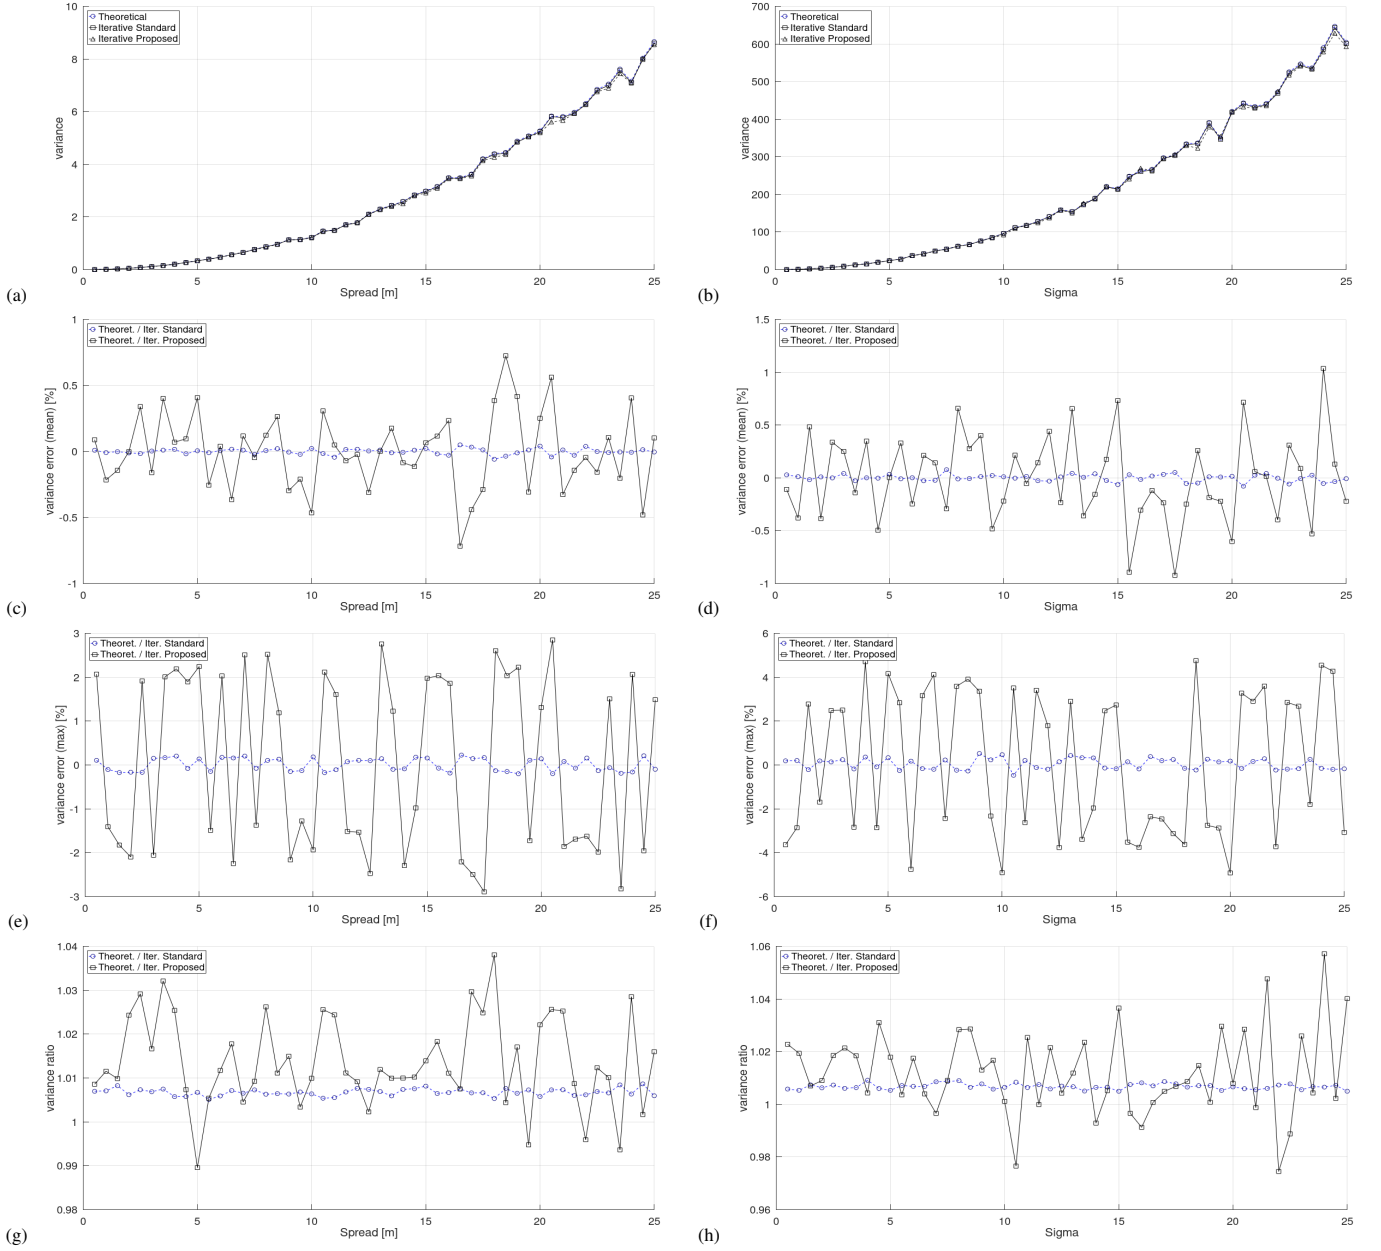 10
8
6
4
2
0
variance
Theoretical
Iterative Standard
Iterative Proposed
0 5 10 15 20 25
Spread [m]
(a)
700
600
500
400
300
200
100
0
variance
Theoretical
Iterative Standard
Iterative Proposed
0 5 10 15 20 25
Sigma
(b)
1
0.5
0
-0.5
-1
variance error (mean) [%]
Theoret. / Iter. Standard
Theoret. / Iter. Proposed
0 5 10 15 20 25
Spread [m]
(c)
1.5
1
0.5
0
-0.5
-1
variance error (mean) [%]
Theoret. / Iter. Standard
Theoret. / Iter. Proposed
0 5 10 15 20 25
Sigma
(d)
3
2
1
0
-1
-2
-3
variance error (max) [%]
Theoret. / Iter. Standard
Theoret. / Iter. Proposed
0 5 10 15 20 25
Spread [m]
(e)
6
4
2
0
-2
-4
-6
variance error (max) [%]
Theoret. / Iter. Standard
Theoret. / Iter. Proposed
0 5 10 15 20 25
Sigma
(f)
1.04
1.03
1.02
1.01
1
0.99
0.98
variance ratio
Theoret. / Iter. Standard
Theoret. / Iter. Proposed
0 5 10 15 20 25
Spread [m]
(g)
1.06
1.04
1.02
1
0.98
0.96
variance ratio
Theoret. / Iter. Standard
Theoret. / Iter. Proposed
0 5 10 15 20 25
Sigma
(h)